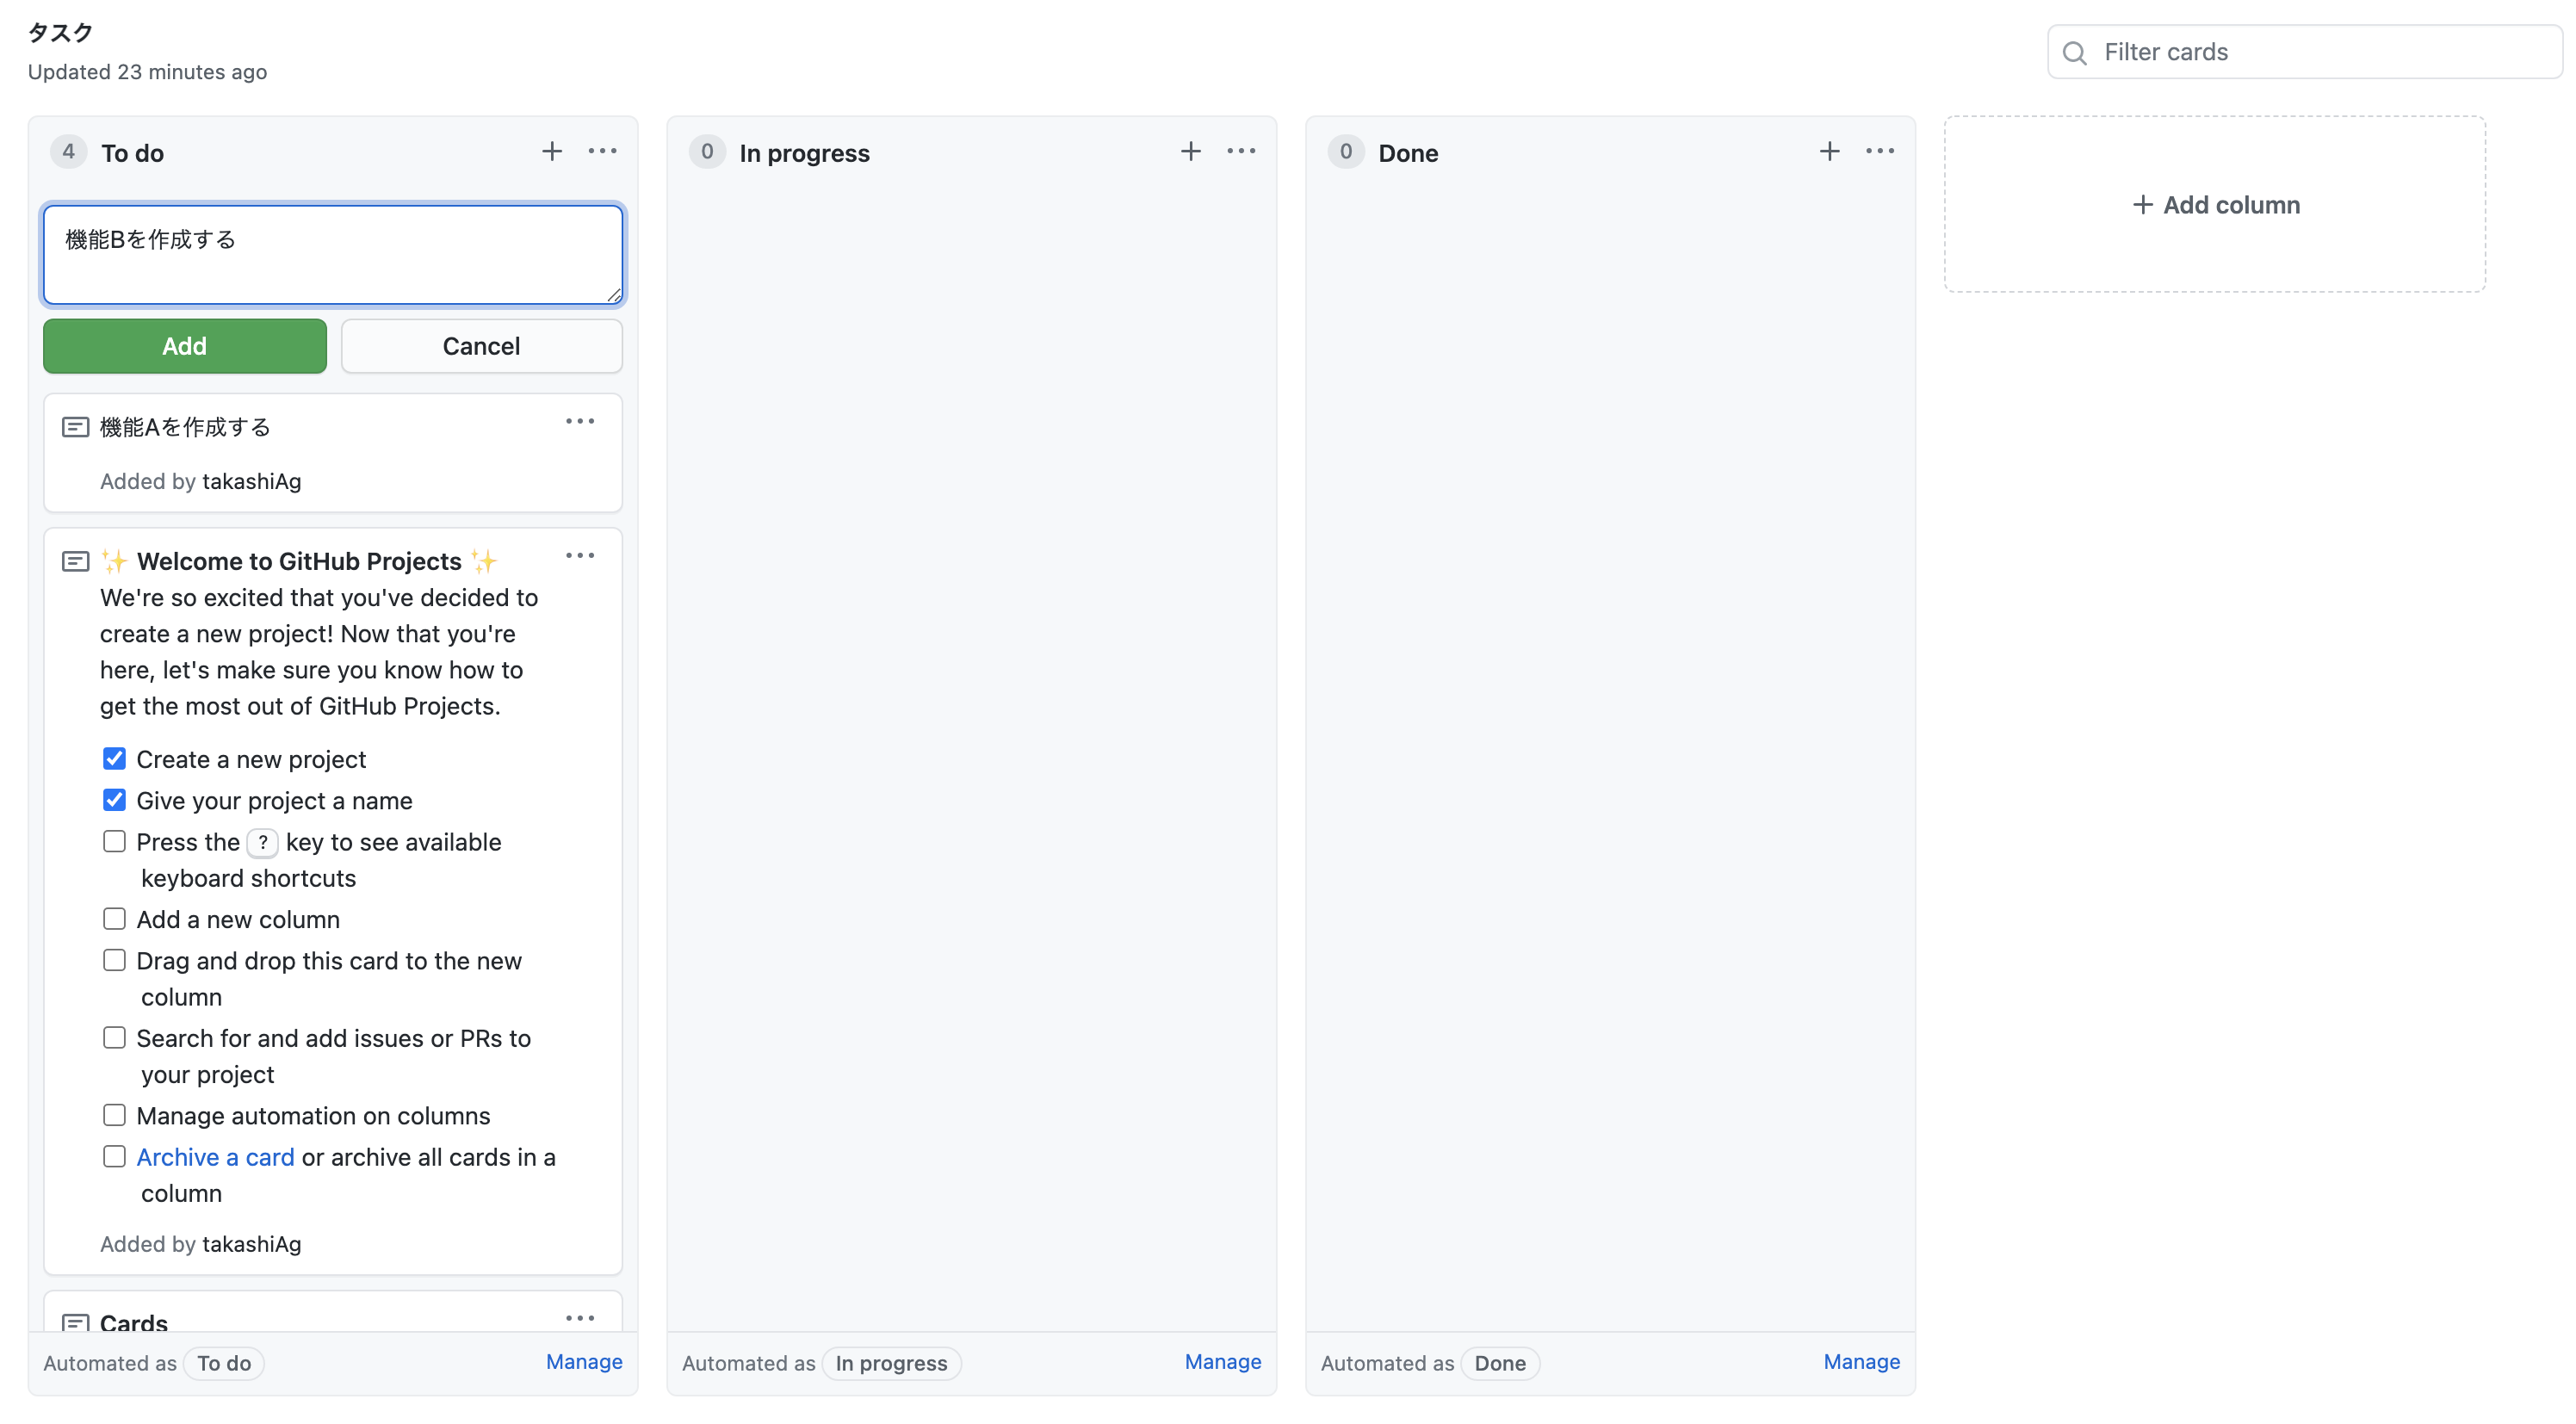 タスク
Updated 23 minutes ago
Filter cards
4 To do
機能Bを作成する
Add Cancel
機能Aを作成する
Added by takashiAg
✨ Welcome to GitHub Projects ✨
We're so excited that you've decided to
create a new project! Now that you're
here, let's make sure you know how to
get the most out of GitHub Projects.
Create a new project
Give your project a name
Press the ? key to see available
keyboard shortcuts
Add a new column
Drag and drop this card to the new
column
Search for and add issues or PRs to
your project
Manage automation on columns
Archive a card or archive all cards in a
column
Added by takashiAg
Cards
Automated as To do Manage
0 In progress
Automated as In progress Manage
0 Done
Automated as Done Manage
+ Add column